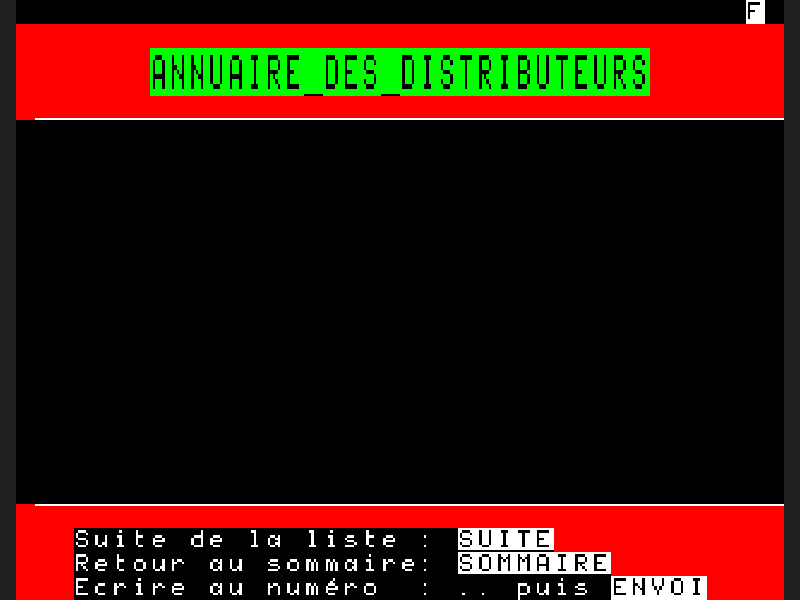 F
ANNUAIRE_DES_DISTRIBUTEURS
Suite de la liste : SUITE
Retour au sommaire: SOMMAIRE
Ecrire au numéro : .. puis ENVOI